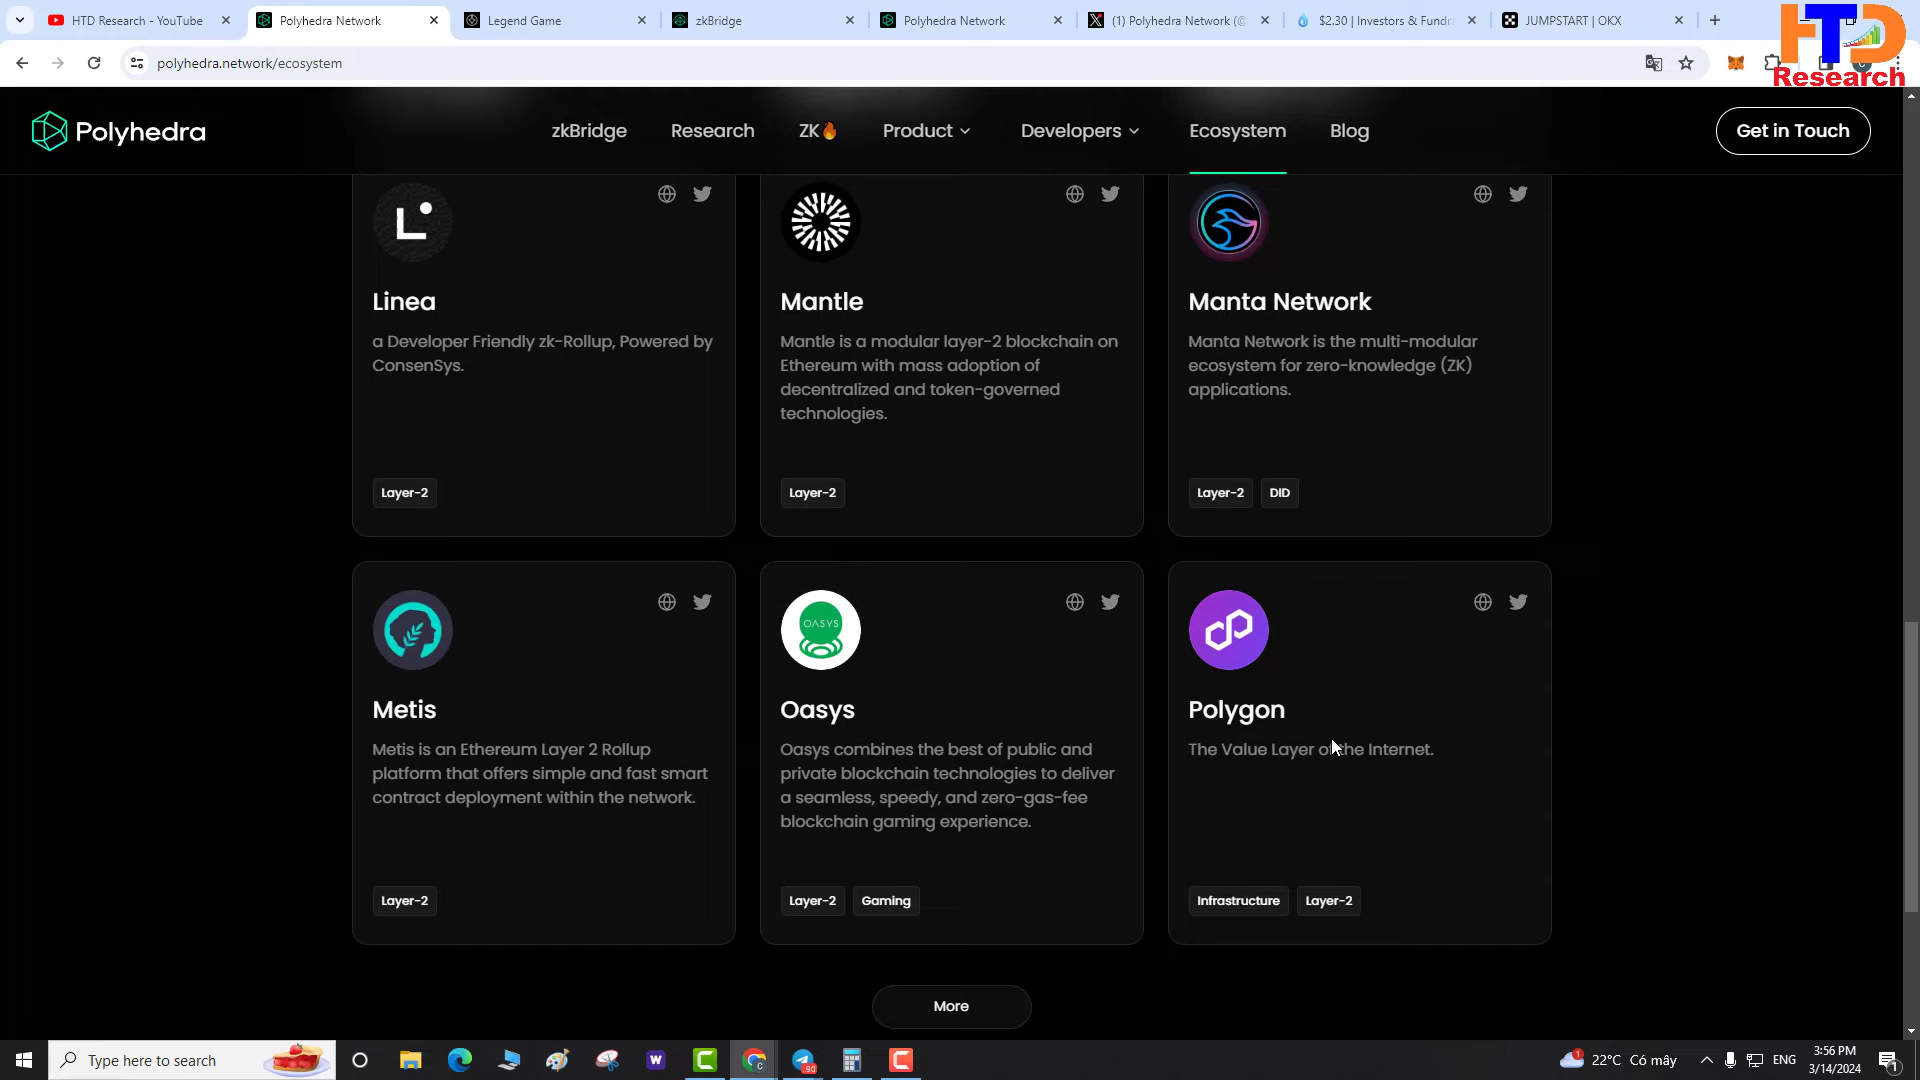 HTD Research - YouTube
Polyhedra Network
Legend Game
zkBridge
Polyhedra Network
(1) Polyhedra Network (@
$2.30 | Investors & Fundra
JUMPSTART | OKX
HTD
Research
polyhedra.network/ecosystem
Polyhedra
zkBridge
Research
ZK🔥
Product
Developers
Ecosystem
Blog
Get in Touch
Linea
a Developer Friendly zk-Rollup, Powered by
ConsenSys.
Layer-2
Mantle
Mantle is a modular layer-2 blockchain on
Ethereum with mass adoption of
decentralized and token-governed
technologies.
Layer-2
Manta Network
Manta Network is the multi-modular
ecosystem for zero-knowledge (ZK)
applications.
Layer-2 DID
Metis
Metis is an Ethereum Layer 2 Rollup
platform that offers simple and fast smart
contract deployment within the network.
Layer-2
OASYS
Oasys
Oasys combines the best of public and
private blockchain technologies to deliver
a seamless, speedy, and zero-gas-fee
blockchain gaming experience.
Layer-2 Gaming
Polygon
The Value Layer of the Internet.
Infrastructure Layer-2
More
Type here to search
90
22°C Có mây
ENG
3:56 PM
3/14/2024